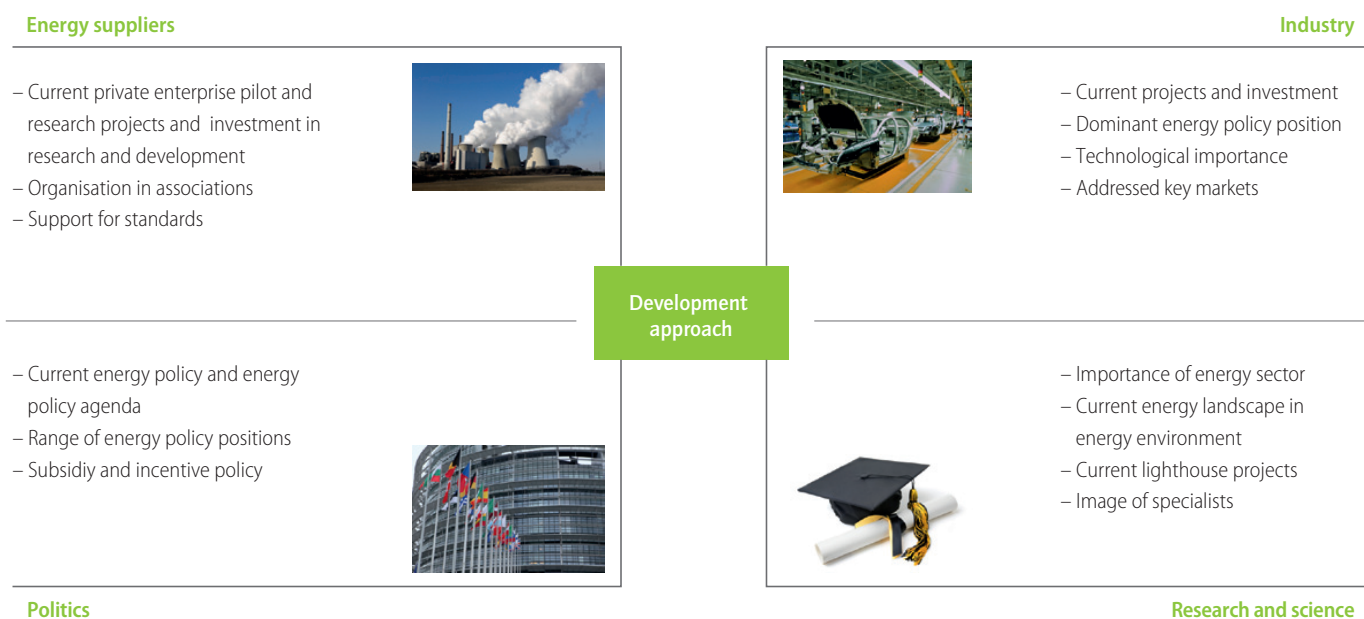 Energy suppliers
– Current private enterprise pilot and
research projects and investment in
research and development
– Organisation in associations
– Support for standards
Industry
– Current projects and investment
– Dominant energy policy position
– Technological importance
– Addressed key markets
Development
approach
– Current energy policy and energy
policy agenda
– Range of energy policy positions
– Subsidiy and incentive policy
Politics
– Importance of energy sector
– Current energy landscape in
energy environment
– Current lighthouse projects
– Image of specialists
Research and science